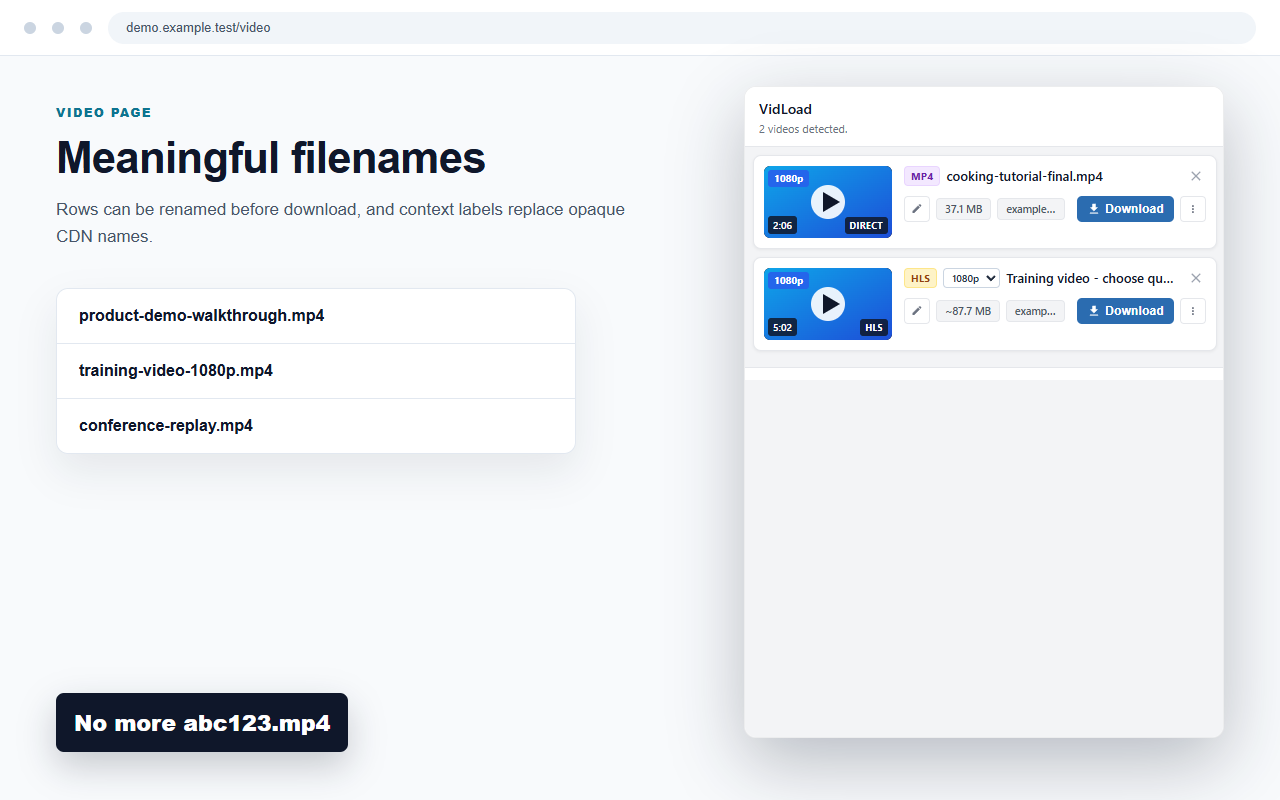 demo.example.test/video
VIDEO PAGE
Meaningful filenames
Rows can be renamed before download, and context labels replace opaque
CDN names.
product-demo-walkthrough.mp4
training-video-1080p.mp4
conference-replay.mp4
No more abc123.mp4
VidLoad
2 videos detected.
1080p
2:06
DIRECT
MP4 cooking-tutorial-final.mp4
37.1 MB example... Download
1080p
5:02
HLS
HLS 1080p Training video - choose qu...
~87.7 MB examp... Download